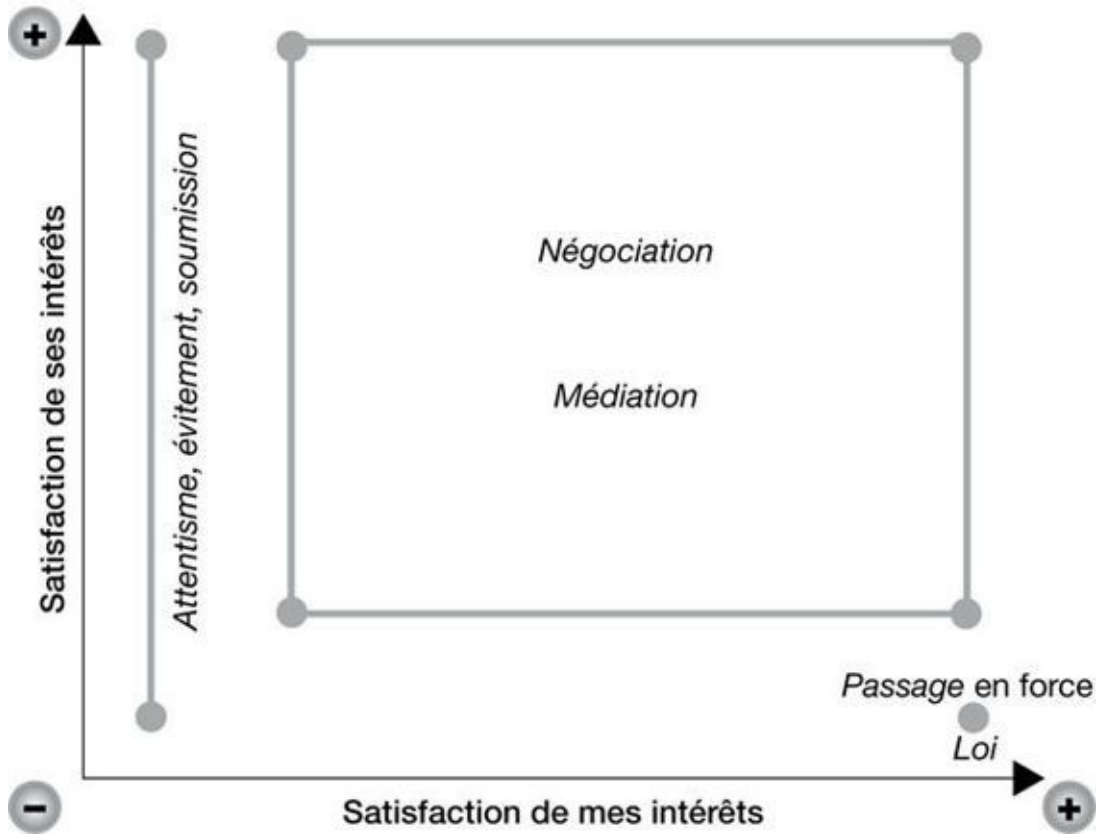 +
Satisfaction de ses intérêts
Attentisme, évitement, soumission
Négociation
Médiation
Passage en force
Loi
−
Satisfaction de mes intérêts
+